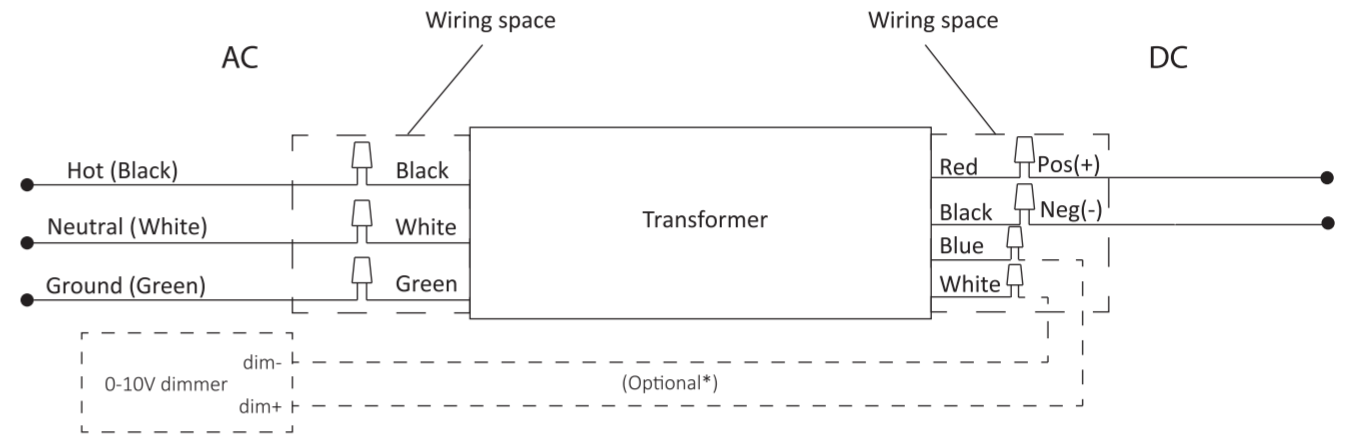 Wiring space
Wiring space
AC
DC
Hot (Black)
Black
Red
Pos(+)
Neutral (White)
White
Transformer
Black
Neg(-)
Blue
Ground (Green)
Green
White
dim-
0-10V dimmer
(Optional*)
dim+